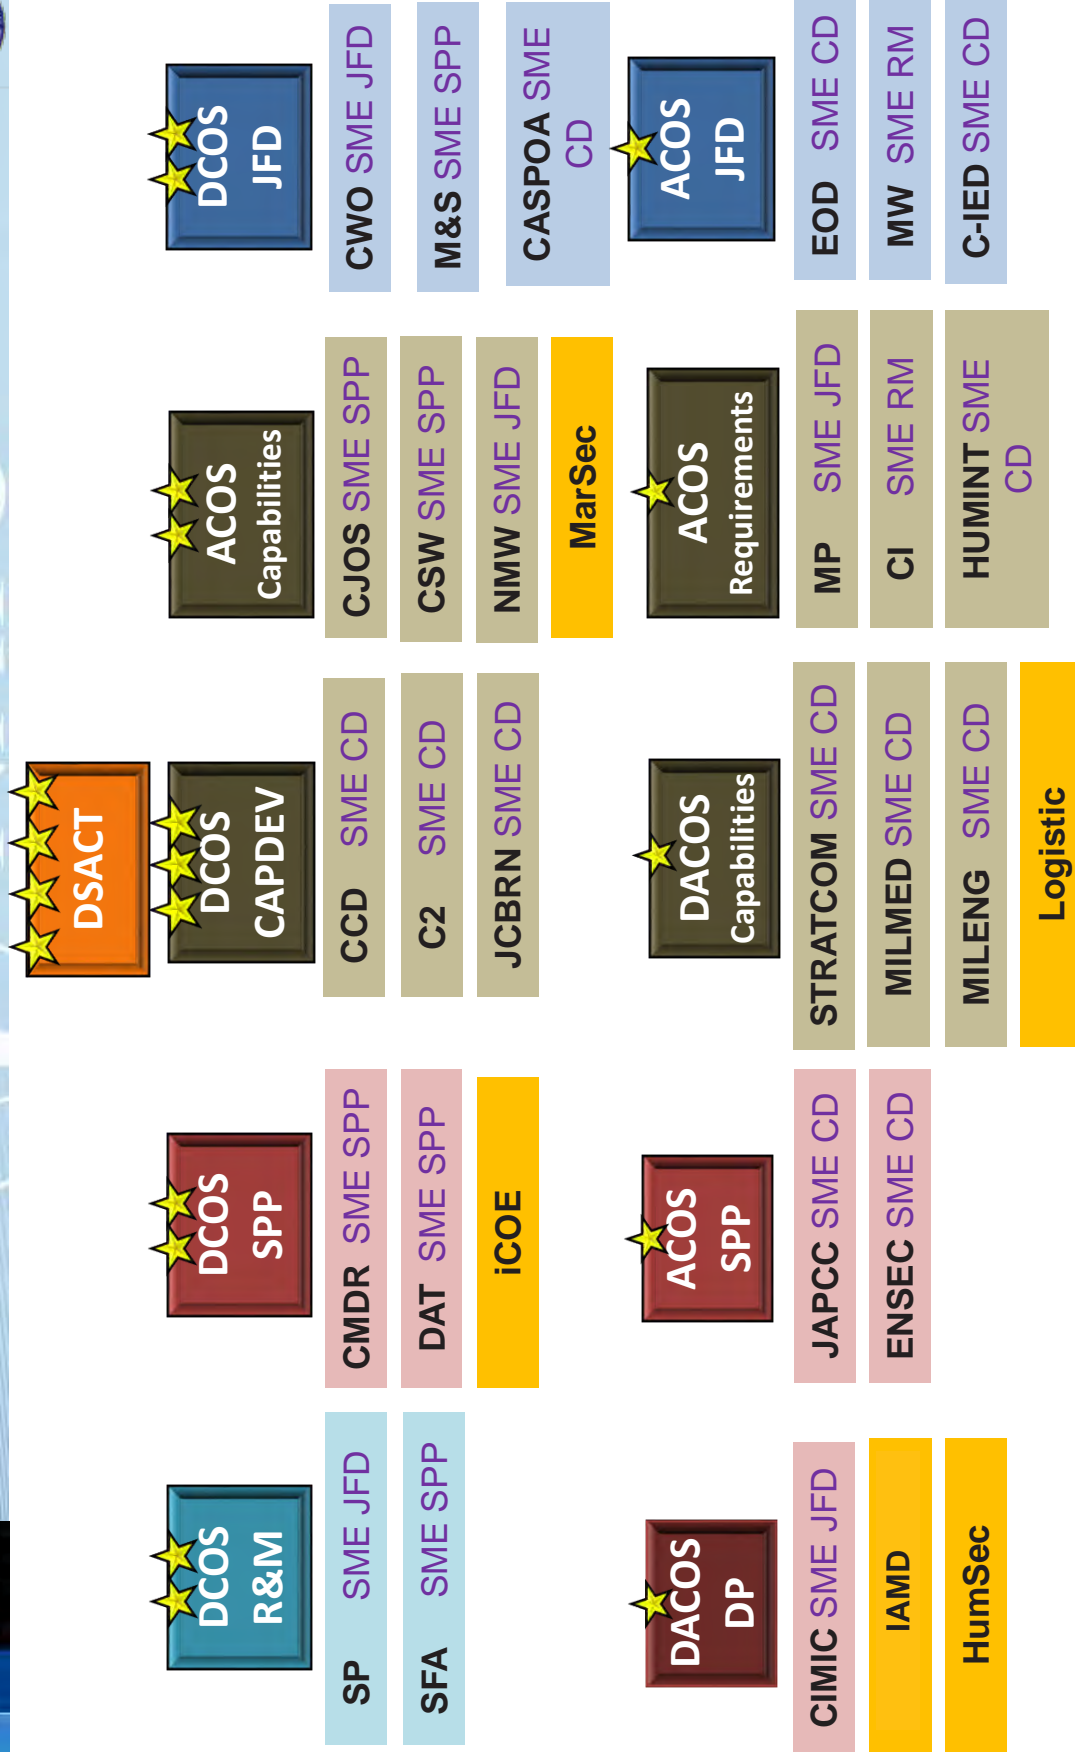 DSACT
DCOS
R&M
SP SME JFD
SFA SME SPP
DCOS
SPP
CMDR SME SPP
DAT SME SPP
iCOE
DCOS
CAPDEV
CCD SME CD
C2 SME CD
JCBRN SME CD
ACOS
Capabilities
CJOS SME SPP
CSW SME SPP
NMW SME JFD
MarSec
DCOS
JFD
CWO SME JFD
M&S SME SPP
CASPOA SME
CD
DACOS
DP
CIMIC SME JFD
IAMD
HumSec
ACOS
SPP
JAPCC SME CD
ENSEC SME CD
DACOS
Capabilities
STRATCOM SME CD
MILMED SME CD
MILENG SME CD
Logistic
ACOS
Requirements
MP SME JFD
CI SME RM
HUMINT SME
CD
ACOS
JFD
EOD SME CD
MW SME RM
C-IED SME CD